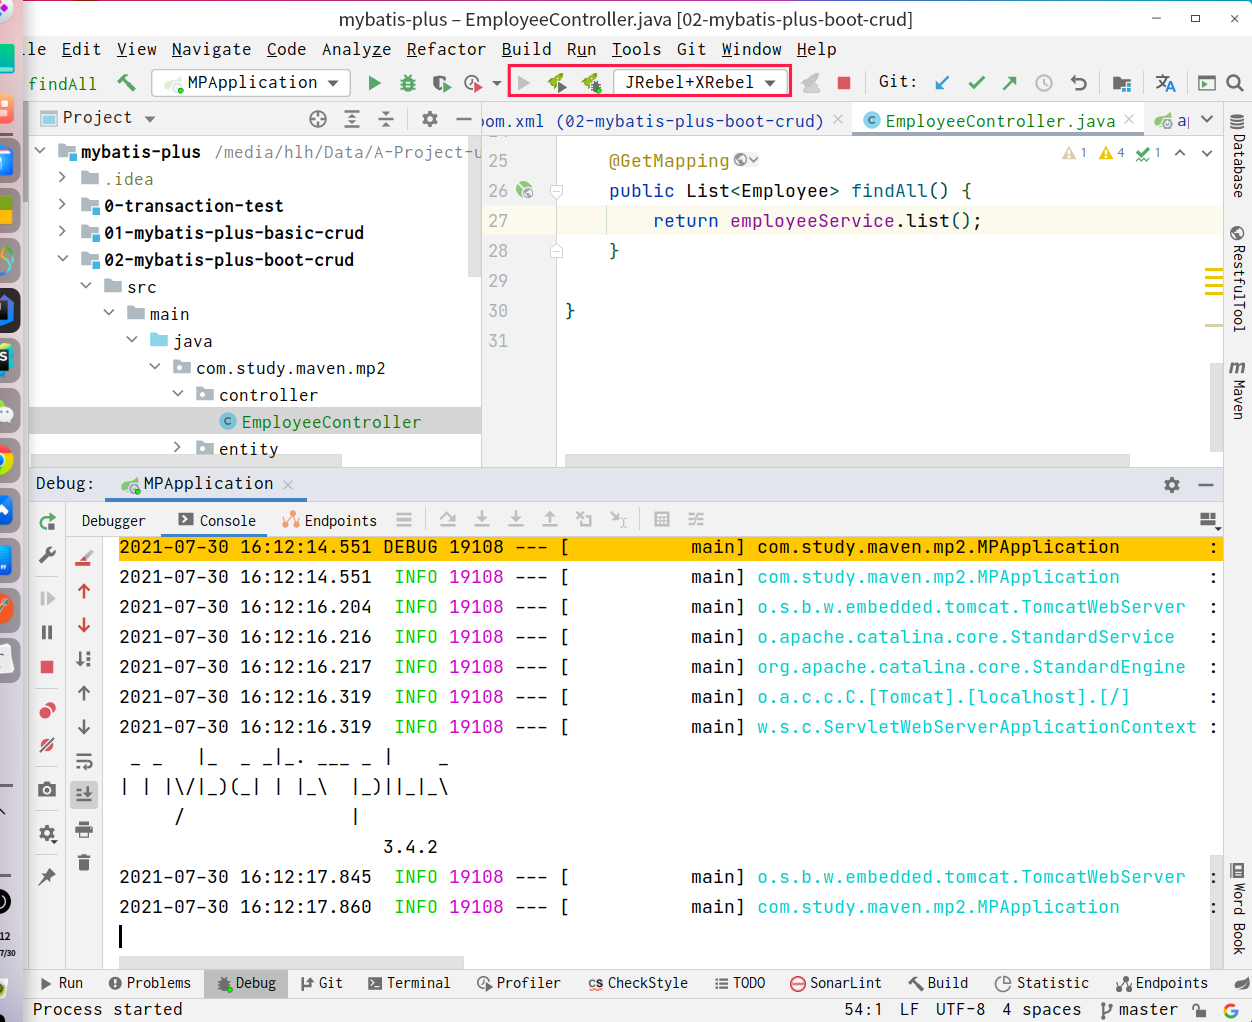 mybatis-plus – EmployeeController.java [02-mybatis-plus-boot-crud]
le Edit View Navigate Code Analyze Refactor Build Run Tools Git Window Help
findAll MPApplication JRebel+XRebel Git:
Project
pom.xml (02-mybatis-plus-boot-crud) EmployeeController.java
mybatis-plus /media/hlh/Data/A-Project-u
.idea
0-transaction-test
01-mybatis-plus-basic-crud
02-mybatis-plus-boot-crud
src
main
java
com.study.maven.mp2
controller
EmployeeController
entity
25 @GetMapping
26 public List<Employee> findAll() {
27 return employeeService.list();
28 }
29
30 }
31
1 4 1
Database
RestfulTool
Maven
Word Book
Debug: MPApplication
Debugger Console Endpoints
2021-07-30 16:12:14.551 DEBUG 19108 --- [ main] com.study.maven.mp2.MPApplication :
2021-07-30 16:12:14.551 INFO 19108 --- [ main] com.study.maven.mp2.MPApplication :
2021-07-30 16:12:16.204 INFO 19108 --- [ main] o.s.b.w.embedded.tomcat.TomcatWebServer :
2021-07-30 16:12:16.216 INFO 19108 --- [ main] o.apache.catalina.core.StandardService :
2021-07-30 16:12:16.217 INFO 19108 --- [ main] org.apache.catalina.core.StandardEngine :
2021-07-30 16:12:16.319 INFO 19108 --- [ main] o.a.c.c.C.[Tomcat].[localhost].[/] :
2021-07-30 16:12:16.319 INFO 19108 --- [ main] w.s.c.ServletWebServerApplicationContext :
 _ _   |_  _ _|_. ___ _ |    _
| | |\/|_)(_| | |_\  |_)||_|_\
     /               |
3.4.2
2021-07-30 16:12:17.845 INFO 19108 --- [ main] o.s.b.w.embedded.tomcat.TomcatWebServer :
2021-07-30 16:12:17.860 INFO 19108 --- [ main] com.study.maven.mp2.MPApplication :
Run Problems Debug Git Terminal Profiler CheckStyle TODO SonarLint Build Statistic Endpoints
Process started 54:1 LF UTF-8 4 spaces master
:12
7/30